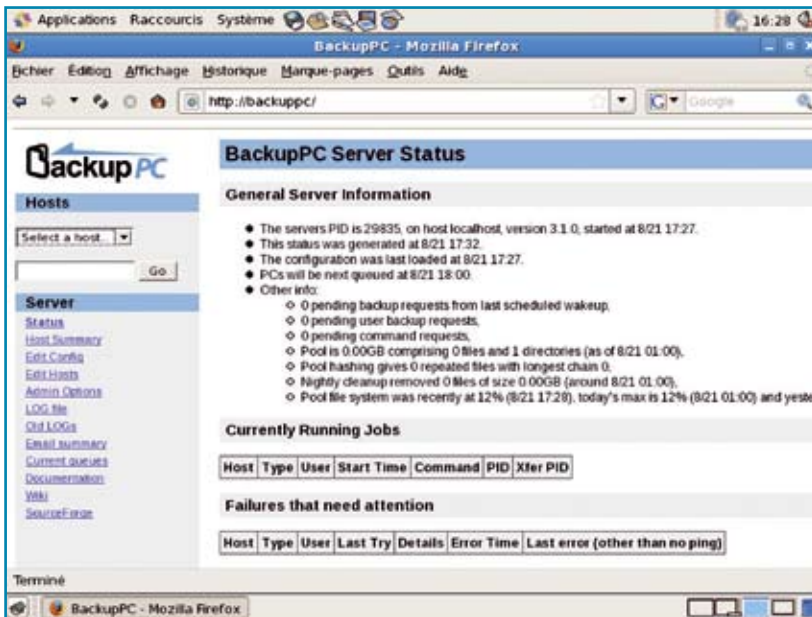 Applications Raccourcis Système 16:28
BackupPC - Mozilla Firefox
Fichier Édition Affichage Historique Marque-pages Outils Aide
http://backuppc/ Google
BackupPC
Hosts
Select a host...
Go
Server
Status
Host Summary
Edit Config
Edit Hosts
Admin Options
LOG file
Old LOGs
Email summary
Current queues
Documentation
Wiki
SourceForge
BackupPC Server Status
General Server Information
The servers PID is 29835, on host localhost, version 3.1.0, started at 8/21 17:27.
This status was generated at 8/21 17:32.
The configuration was last loaded at 8/21 17:27.
PCs will be next queued at 8/21 18:00.
Other info:
0 pending backup requests from last scheduled wakeup,
0 pending user backup requests,
0 pending command requests,
Pool is 0.00GB comprising 0 files and 1 directories (as of 8/21 01:00),
Pool hashing gives 0 repeated files with longest chain 0,
Nightly cleanup removed 0 files of size 0.00GB (around 8/21 01:00),
Pool file system was recently at 12% (8/21 17:28), today's max is 12% (8/21 01:00) and yeste
Currently Running Jobs
Host Type User Start Time Command PID Xfer PID
Failures that need attention
Host Type User Last Try Details Error Time Last error (other than no ping)
Terminé
BackupPC - Mozilla Firefox